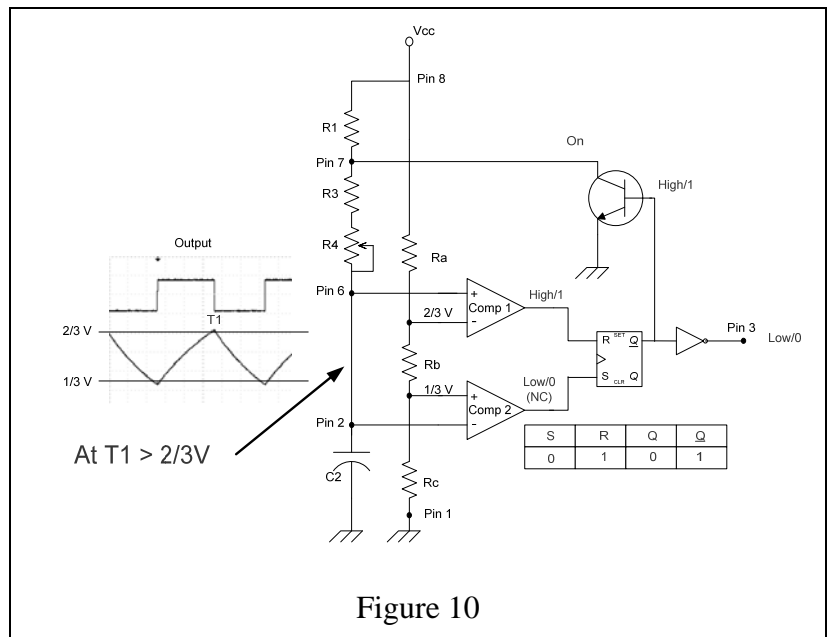 Vcc
Pin 8
R1
On
Pin 7
High/1
R3
Output
R4
Ra
Pin 6
+
Comp 1
-
High/1
T1
2/3 V
2/3 V
R SET Q
Pin 3
Low/0
Rb
S CLR Q
1/3 V
1/3 V
+
Comp 2
-
Low/0
(NC)
Pin 2
S R Q Q
0 1 0 1
At T1 > 2/3V
C2
Rc
Pin 1
Figure 10